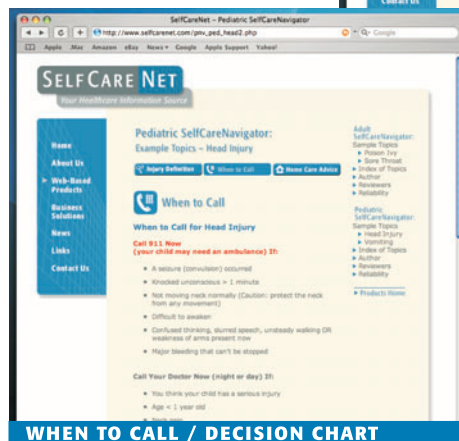 Contact Us
SelfCareNet – Pediatric SelfCareNavigator
http://www.selfcarenet.com/pnv_ped_head2.php
Google
Apple Mac Amazon eBay News Google Apple Support Yahoo!
SELFCARE NET
Your Healthcare Information Source
Home
About Us
Web-Based
Products
Business
Solutions
News
Links
Contact Us
Pediatric SelfCareNavigator:
Example Topics – Head Injury
Injury Definition
When to Call
Home Care Advice
When to Call
When to Call for Head Injury
Call 911 Now
(your child may need an ambulance) If:
A seizure (convulsion) occurred
Knocked unconscious > 1 minute
Not moving neck normally (Caution: protect the neck
from any movement)
Difficult to awaken
Confused thinking, slurred speech, unsteady walking OR
weakness of arms present now
Major bleeding that can't be stopped
Call Your Doctor Now (night or day) If:
You think your child has a serious injury
Age < 1 year old
Adult
SelfCareNavigator:
Sample Topics
Poison Ivy
Sore Throat
Index of Topics
Author
Reviewers
Reliability
Pediatric
SelfCareNavigator:
Sample Topics
Head Injury
Vomiting
Index of Topics
Author
Reviewers
Reliability
Products Home
WHEN TO CALL / DECISION CHART